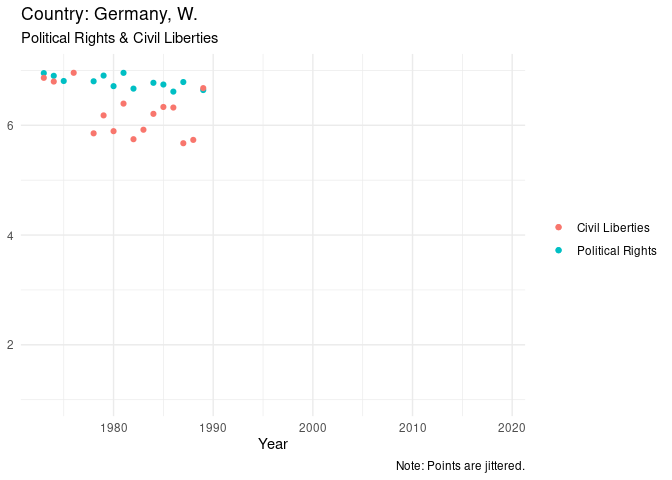 Country: Germany, W.
Political Rights & Civil Liberties
6
4
2
Civil Liberties
Political Rights
1980
1990
2000
2010
2020
Year
Note: Points are jittered.